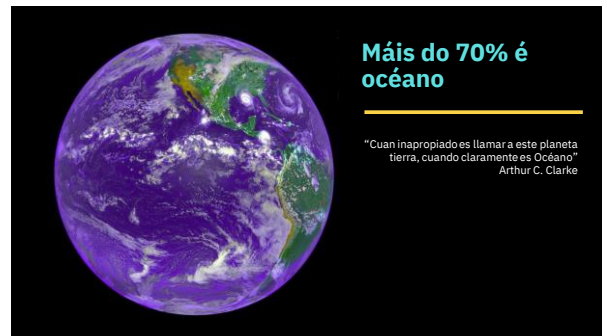 Máis do 70% é
océano
“Cuan inapropiado es llamar a este planeta
tierra, cuando claramente es Océano”
Arthur C. Clarke